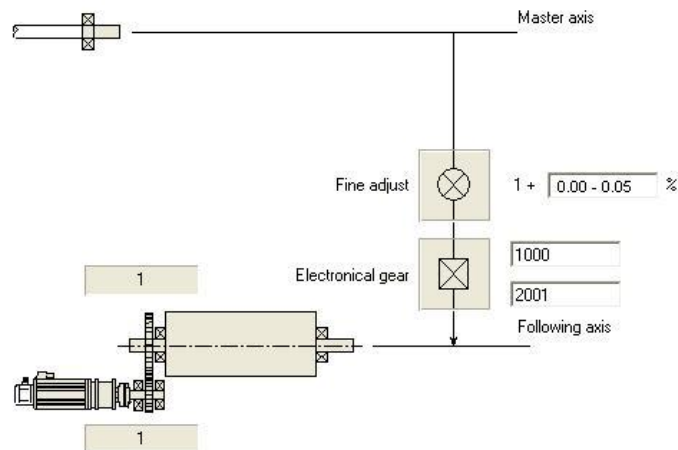 Master axis
Fine adjust 1 + 0.00 - 0.05 %
1000
Electronical gear
1
2001
Following axis
1